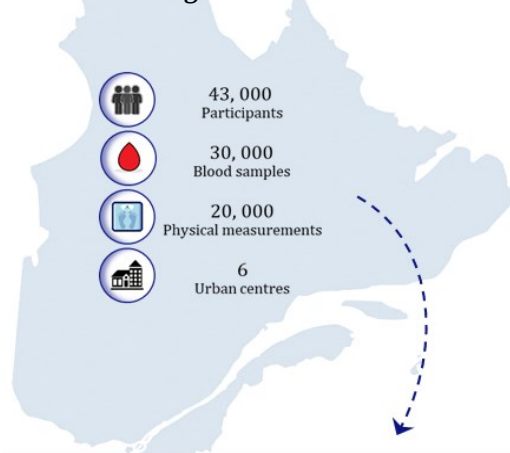 43, 000
Participants
30, 000
Blood samples
20, 000
Physical measurements
6
Urban centres